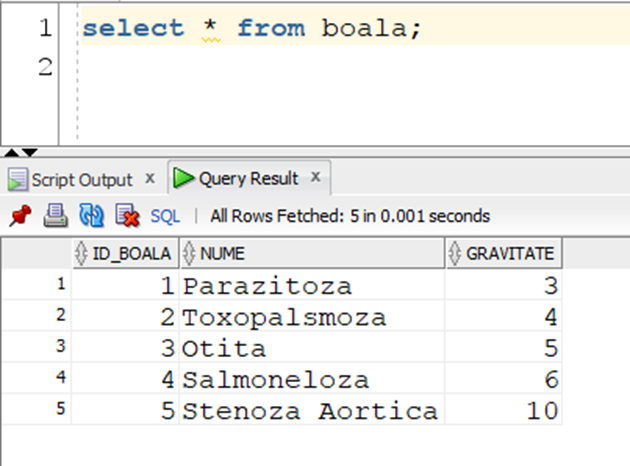 1 select * from boala;
2
Script Output x Query Result x
SQL | All Rows Fetched: 5 in 0.001 seconds
ID_BOALA NUME GRAVITATE
1 1 Parazitoza 3
2 2 Toxopalsmoza 4
3 3 Otita 5
4 4 Salmoneloza 6
5 5 Stenoza Aortica 10